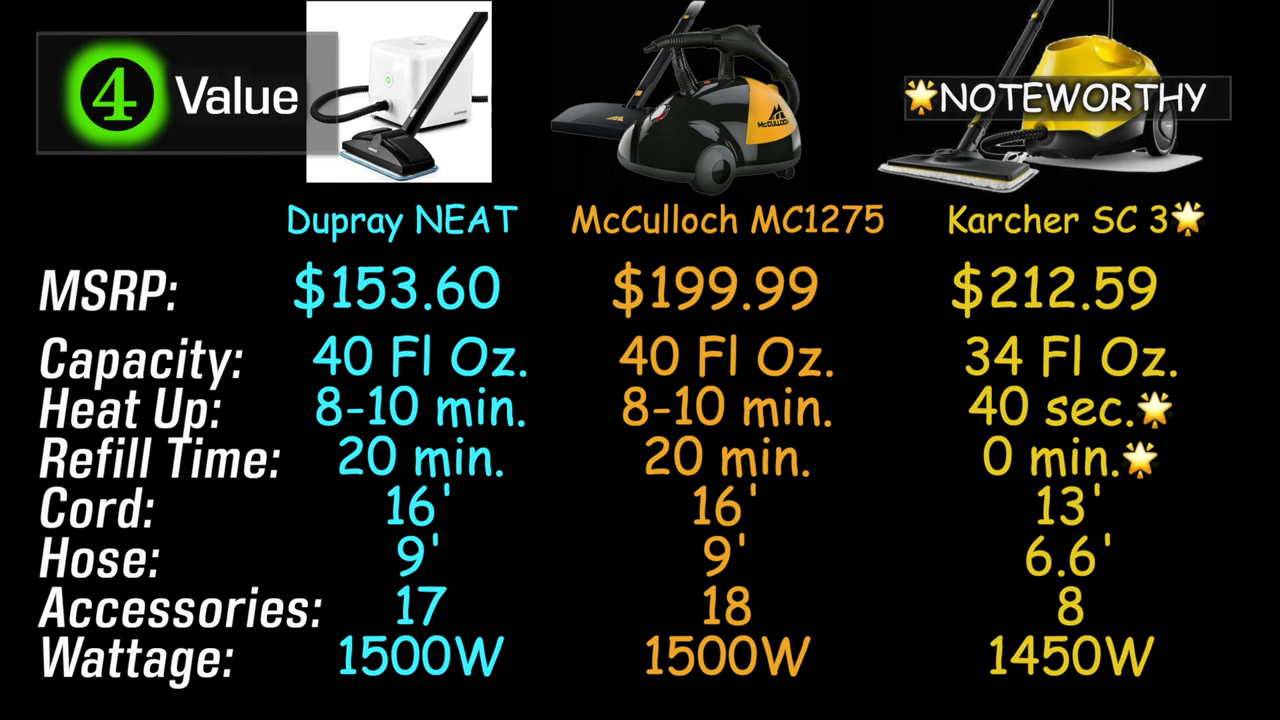 4 Value
McCULLOCH
🌟NOTEWORTHY
Dupray NEAT McCulloch MC1275 Karcher SC 3🌟
MSRP: $153.60 $199.99 $212.59
Capacity: 40 Fl Oz. 40 Fl Oz. 34 Fl Oz.
Heat Up: 8-10 min. 8-10 min. 40 sec.🌟
Refill Time: 20 min. 20 min. 0 min.🌟
Cord: 16' 16' 13'
Hose: 9' 9' 6.6'
Accessories: 17 18 8
Wattage: 1500W 1500W 1450W